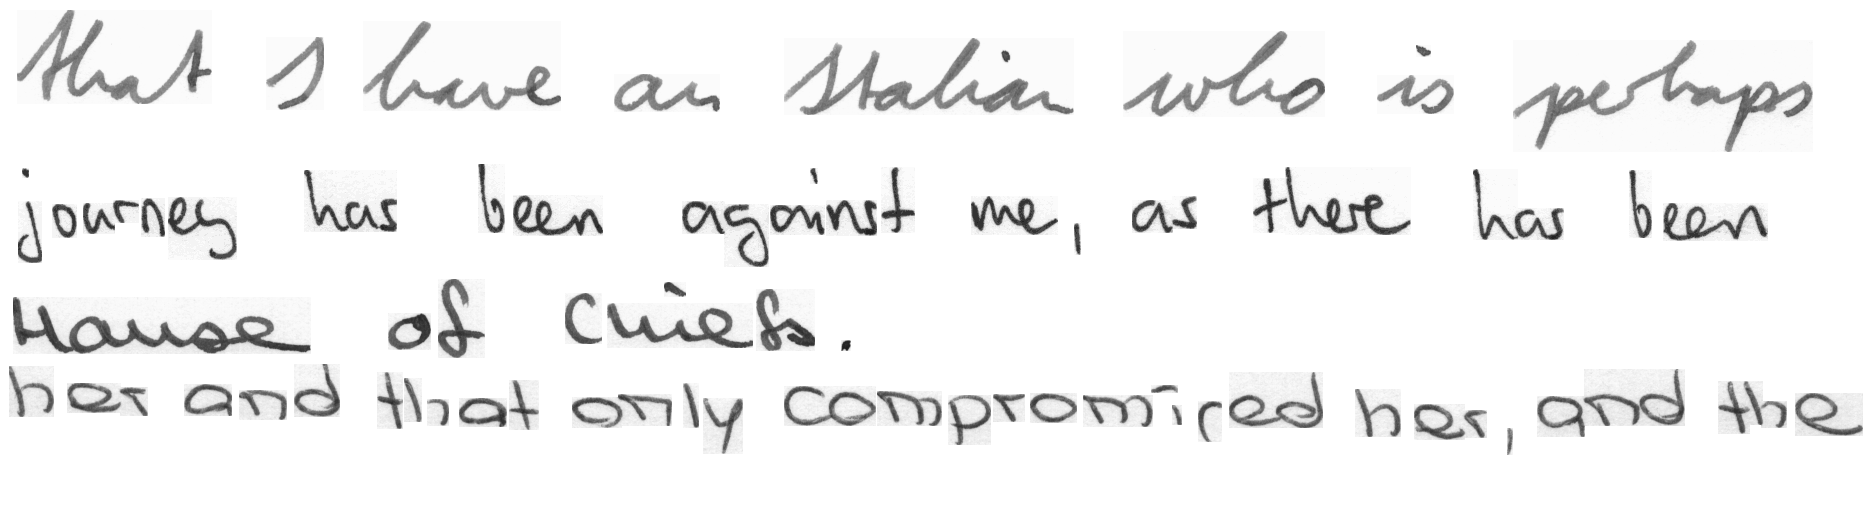 that I have an Italian who is perhaps
journey has been against me, as there has been
House of Chiefs.
her and that only compromised her, and the